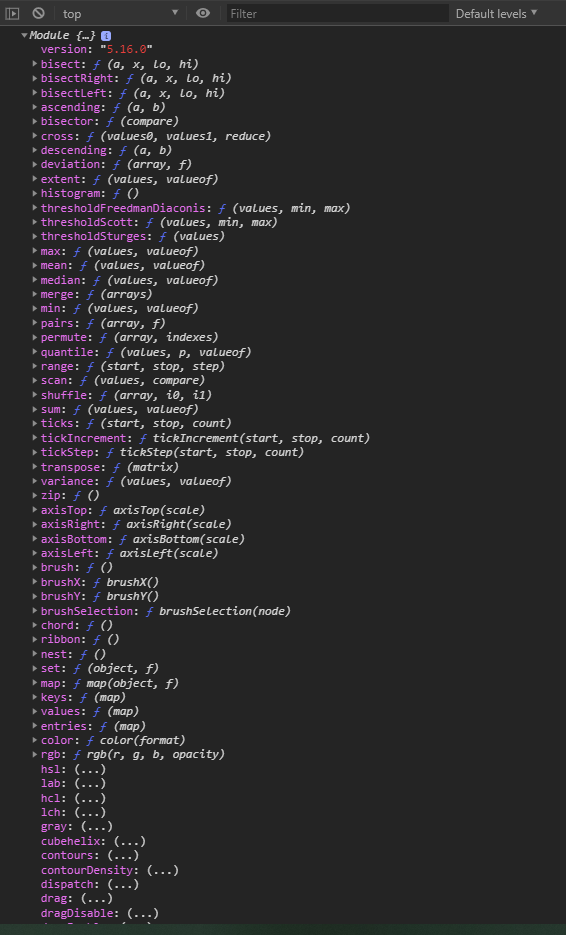 top Filter Default levels
Module {…} i
version: "5.16.0"
bisect: ƒ (a, x, lo, hi)
bisectRight: ƒ (a, x, lo, hi)
bisectLeft: ƒ (a, x, lo, hi)
ascending: ƒ (a, b)
bisector: ƒ (compare)
cross: ƒ (values0, values1, reduce)
descending: ƒ (a, b)
deviation: ƒ (array, f)
extent: ƒ (values, valueof)
histogram: ƒ ()
thresholdFreedmanDiaconis: ƒ (values, min, max)
thresholdScott: ƒ (values, min, max)
thresholdSturges: ƒ (values)
max: ƒ (values, valueof)
mean: ƒ (values, valueof)
median: ƒ (values, valueof)
merge: ƒ (arrays)
min: ƒ (values, valueof)
pairs: ƒ (array, f)
permute: ƒ (array, indexes)
quantile: ƒ (values, p, valueof)
range: ƒ (start, stop, step)
scan: ƒ (values, compare)
shuffle: ƒ (array, i0, i1)
sum: ƒ (values, valueof)
ticks: ƒ (start, stop, count)
tickIncrement: ƒ tickIncrement(start, stop, count)
tickStep: ƒ tickStep(start, stop, count)
transpose: ƒ (matrix)
variance: ƒ (values, valueof)
zip: ƒ ()
axisTop: ƒ axisTop(scale)
axisRight: ƒ axisRight(scale)
axisBottom: ƒ axisBottom(scale)
axisLeft: ƒ axisLeft(scale)
brush: ƒ ()
brushX: ƒ brushX()
brushY: ƒ brushY()
brushSelection: ƒ brushSelection(node)
chord: ƒ ()
ribbon: ƒ ()
nest: ƒ ()
set: ƒ (object, f)
map: ƒ map(object, f)
keys: ƒ (map)
values: ƒ (map)
entries: ƒ (map)
color: ƒ color(format)
rgb: ƒ rgb(r, g, b, opacity)
hsl: (...)
lab: (...)
hcl: (...)
lch: (...)
gray: (...)
cubehelix: (...)
contours: (...)
contourDensity: (...)
dispatch: (...)
drag: (...)
dragDisable: (...)